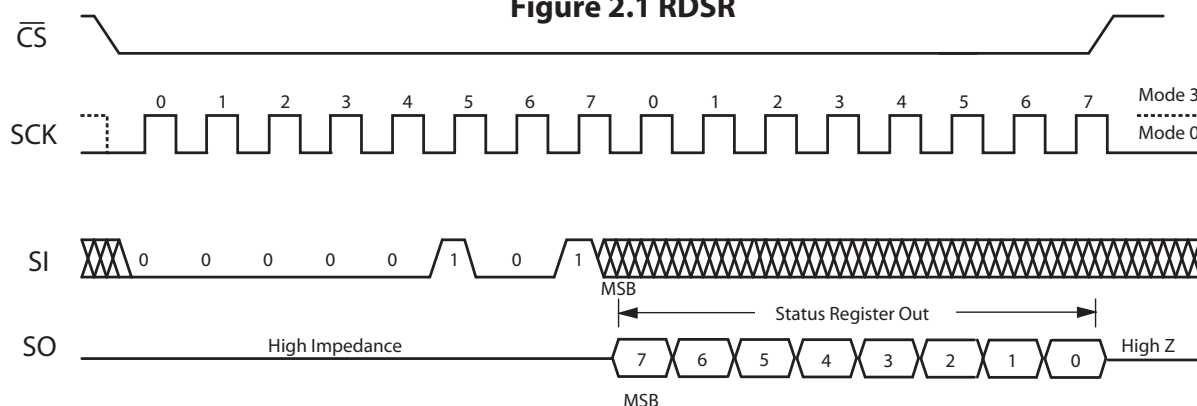 Figure 2.1 RDSR
CS
0 1 2 3 4 5 6 7 0 1 2 3 4 5 6 7
Mode 3
SCK
Mode 0
SI 0 0 0 0 0 1 0 1
MSB
Status Register Out
SO High Impedance 7 6 5 4 3 2 1 0 High Z
MSB